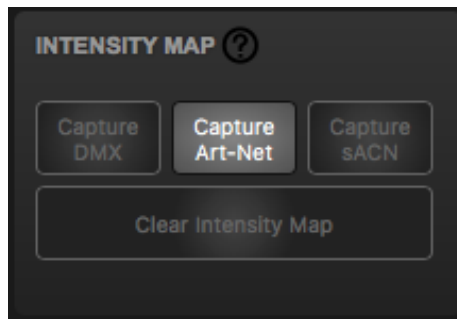 INTENSITY MAP ?
Capture
DMX
Capture
Art-Net
Capture
sACN
Clear Intensity Map